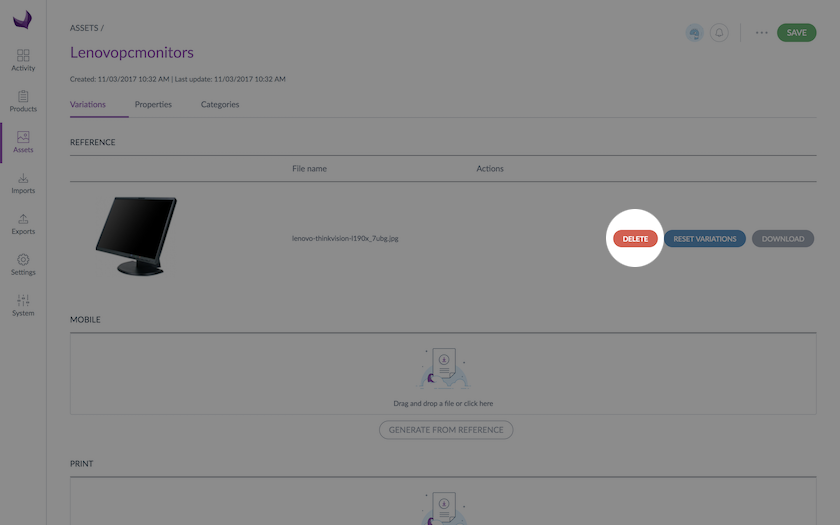 ASSETS /
SAVE
Lenovopcmonitors
Activity
Created: 11/03/2017 10:32 AM | Last update: 11/03/2017 10:32 AM
Products
Variations Properties Categories
Assets
REFERENCE
File name Actions
Imports
Exports
lenovo-thinkvision-l190x_7ubg.jpg
DELETE RESET VARIATIONS DOWNLOAD
Settings
System
MOBILE
Drag and drop a file or click here
GENERATE FROM REFERENCE
PRINT